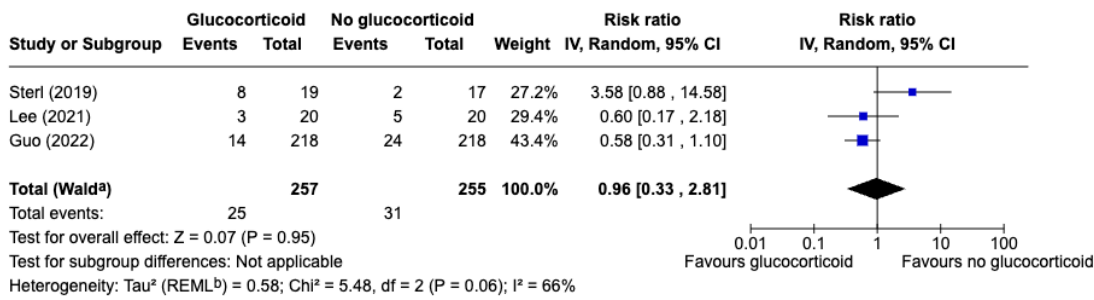 Glucocorticoid No glucocorticoid Risk ratio Risk ratio
Study or Subgroup Events Total Events Total Weight IV, Random, 95% CI IV, Random, 95% CI
Sterl (2019) 8 19 2 17 27.2% 3.58 [0.88 , 14.58]
Lee (2021) 3 20 5 20 29.4% 0.60 [0.17 , 2.18]
Guo (2022) 14 218 24 218 43.4% 0.58 [0.31 , 1.10]
Total (Waldᵃ) 257 255 100.0% 0.96 [0.33 , 2.81]
Total events: 25 31
Test for overall effect: Z = 0.07 (P = 0.95)
0.01 0.1 1 10 100
Test for subgroup differences: Not applicable
Favours glucocorticoid Favours no glucocorticoid
Heterogeneity: Tau² (REMLᵇ) = 0.58; Chi² = 5.48, df = 2 (P = 0.06); I² = 66%